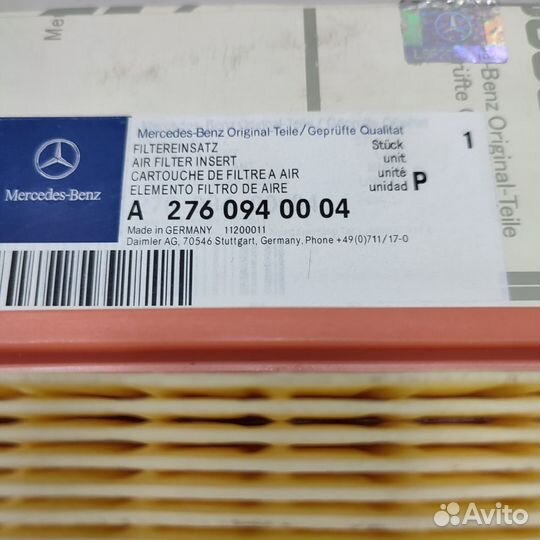 Mercedes-Benz Original-Teile/Geprüfte Qualität
FILTEREINSATZ Stück 1
AIR FILTER INSERT unit
CARTOUCHE DE FILTRE A AIR unité
ELEMENTO FILTRO DE AIRE unidad P
A 276 094 00 04
Made in GERMANY 11200011
Daimler AG, 70546 Stuttgart, Germany, Phone +49(0)711/17-0
Mercedes-Benz
-Benz Original-Teile
Avito